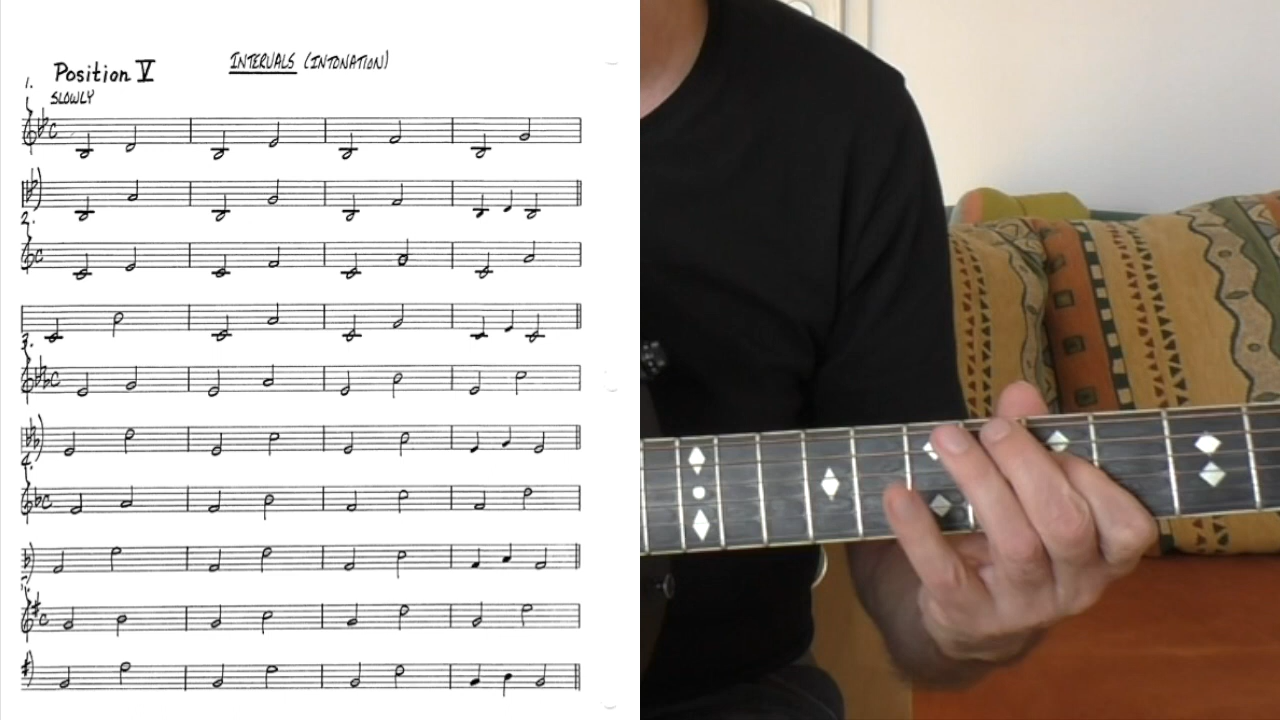 INTERVALS (INTONATION)
Position V
1.
SLOWLY
2.
3.
4.